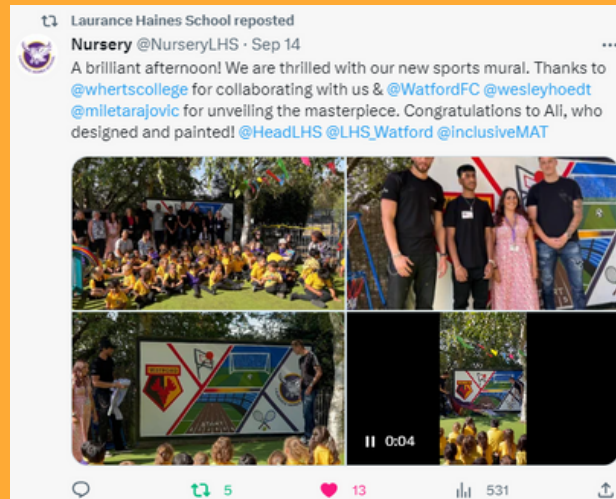 Laurance Haines School reposted
Nursery @NurseryLHS · Sep 14
A brilliant afternoon! We are thrilled with our new sports mural. Thanks to
@whertscollege for collaborating with us & @WatfordFC @wesleyhoedt
@miletarajovic for unveiling the masterpiece. Congratulations to Ali, who
designed and painted! @HeadLHS @LHS_Watford @inclusiveMAT
START
0:04
5
13
531